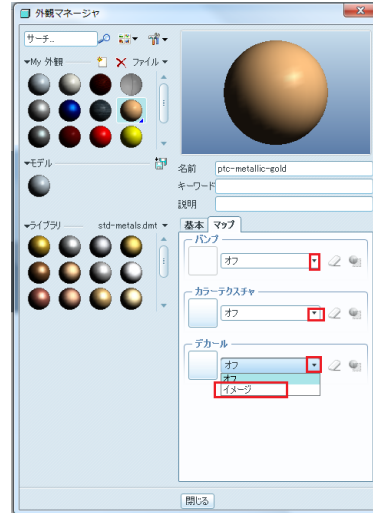 外観マネージャ
サーチ...
▼My 外観
ファイル▼
▼モデル
▼ライブラリ
std-metals.dmt ▼
名前
ptc-metallic-gold
キーワード
説明
基本
マップ
バンプ
オフ
カラーテクスチャ
オフ
デカール
オフ
オフ
イメージ
閉じる